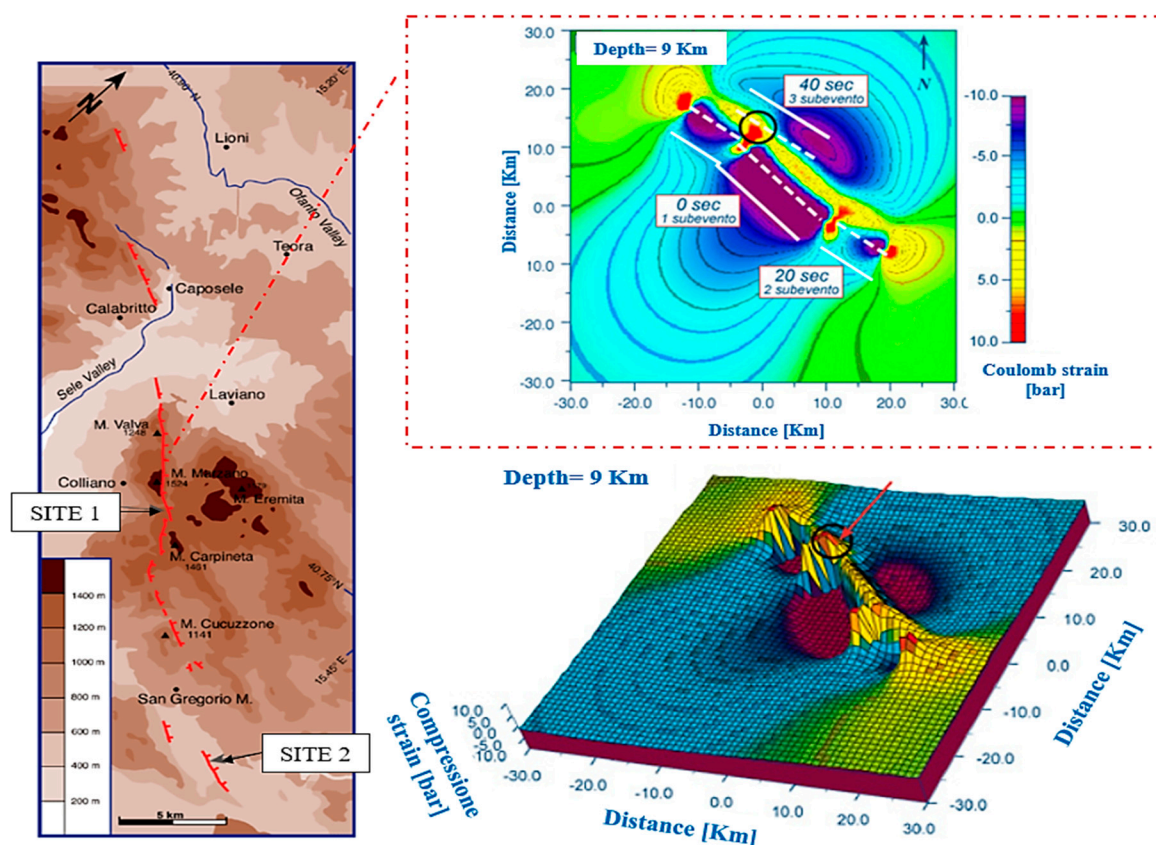 N
40.90° N
15.20° E
Lioni
Ofanto Valley
Teora
Caposele
Calabritto
Sele Valley
Laviano
M. Valva
1248
M. Marzano
1524
Colliano
M. Eremita
SITE 1
M. Carpineta
1461
40.75°N
1400 m
1200 m
1000 m
800 m
600 m
400 m
200 m
M. Cucuzzone
1141
15.45° E
San Gregorio M.
SITE 2
5 km
Depth= 9 Km
N
40 sec
3 subevento
0 sec
1 subevento
20 sec
2 subevento
30.0
20.0
10.0
0.0
10.0
-20.0
-30.0
Distance [Km]
-30.0 -20.0 -10.0 0.0 10.0 20.0 30.0
Distance [Km]
-10.0
-5.0
0.0
5.0
10.0
Coulomb strain
[bar]
Depth= 9 Km
10.0
5.0
0.0
-5.0
-10.0
Compressione
strain [bar]
-30.0 -20.0 -10.0 0.0 10.0 20.0 30.0
Distance [Km]
30.0
20.0
10.0
0.0
-10.0
-20.0
-30.0
Distance [Km]